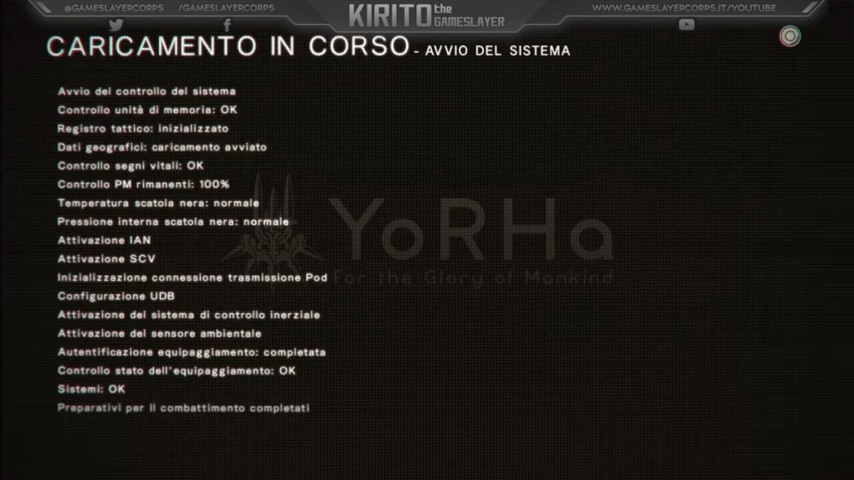 @GAMESLAYERCORPS /GAMESLAYERCORPS KIRITO the GAMESLAYER WWW.GAMESLAYERCORPS.IT/YOUTUBE
CARICAMENTO IN CORSO - AVVIO DEL SISTEMA
Avvio del controllo del sistema
Controllo unità di memoria: OK
Registro tattico: inizializzato
Dati geografici: caricamento avviato
Controllo segni vitali: OK
Controllo PM rimanenti: 100%
Temperatura scatola nera: normale
Pressione interna scatola nera: normale
Attivazione IAN
Attivazione SCV
Inizializzazione connessione trasmissione Pod
Configurazione UDB
Attivazione del sistema di controllo inerziale
Attivazione del sensore ambientale
Autentificazione equipaggiamento: completata
Controllo stato dell'equipaggiamento: OK
Sistemi: OK
Preparativi per il combattimento completati
YoRHa
For the Glory of Mankind